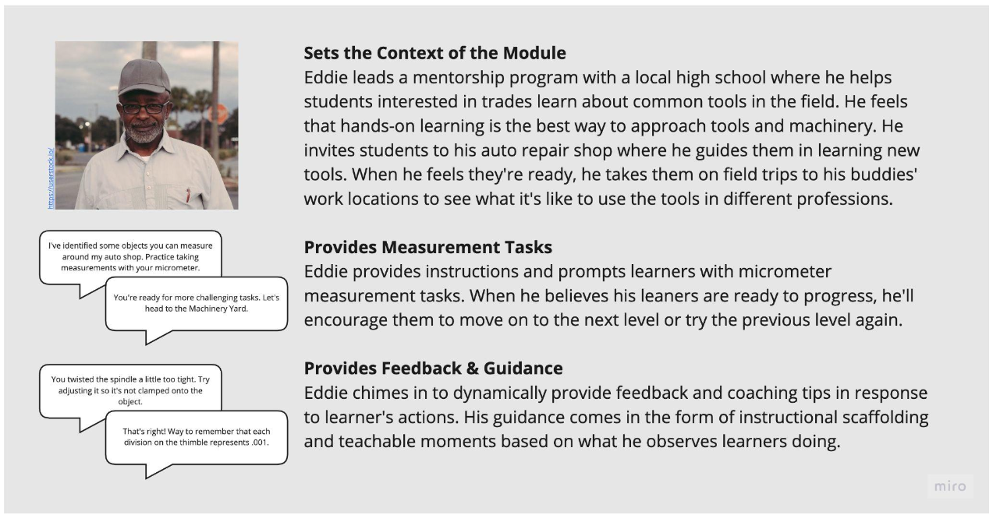 https://userstock.io/
Sets the Context of the Module
Eddie leads a mentorship program with a local high school where he helps
students interested in trades learn about common tools in the field. He feels
that hands-on learning is the best way to approach tools and machinery. He
invites students to his auto repair shop where he guides them in learning new
tools. When he feels they're ready, he takes them on field trips to his buddies'
work locations to see what it's like to use the tools in different professions.
I've identified some objects you can measure
around my auto shop. Practice taking
measurements with your micrometer.
You're ready for more challenging tasks. Let's
head to the Machinery Yard.
Provides Measurement Tasks
Eddie provides instructions and prompts learners with micrometer
measurement tasks. When he believes his leaners are ready to progress, he'll
encourage them to move on to the next level or try the previous level again.
You twisted the spindle a little too tight. Try
adjusting it so it's not clamped onto the
object.
That's right! Way to remember that each
division on the thimble represents .001.
Provides Feedback & Guidance
Eddie chimes in to dynamically provide feedback and coaching tips in response
to learner's actions. His guidance comes in the form of instructional scaffolding
and teachable moments based on what he observes learners doing.
miro